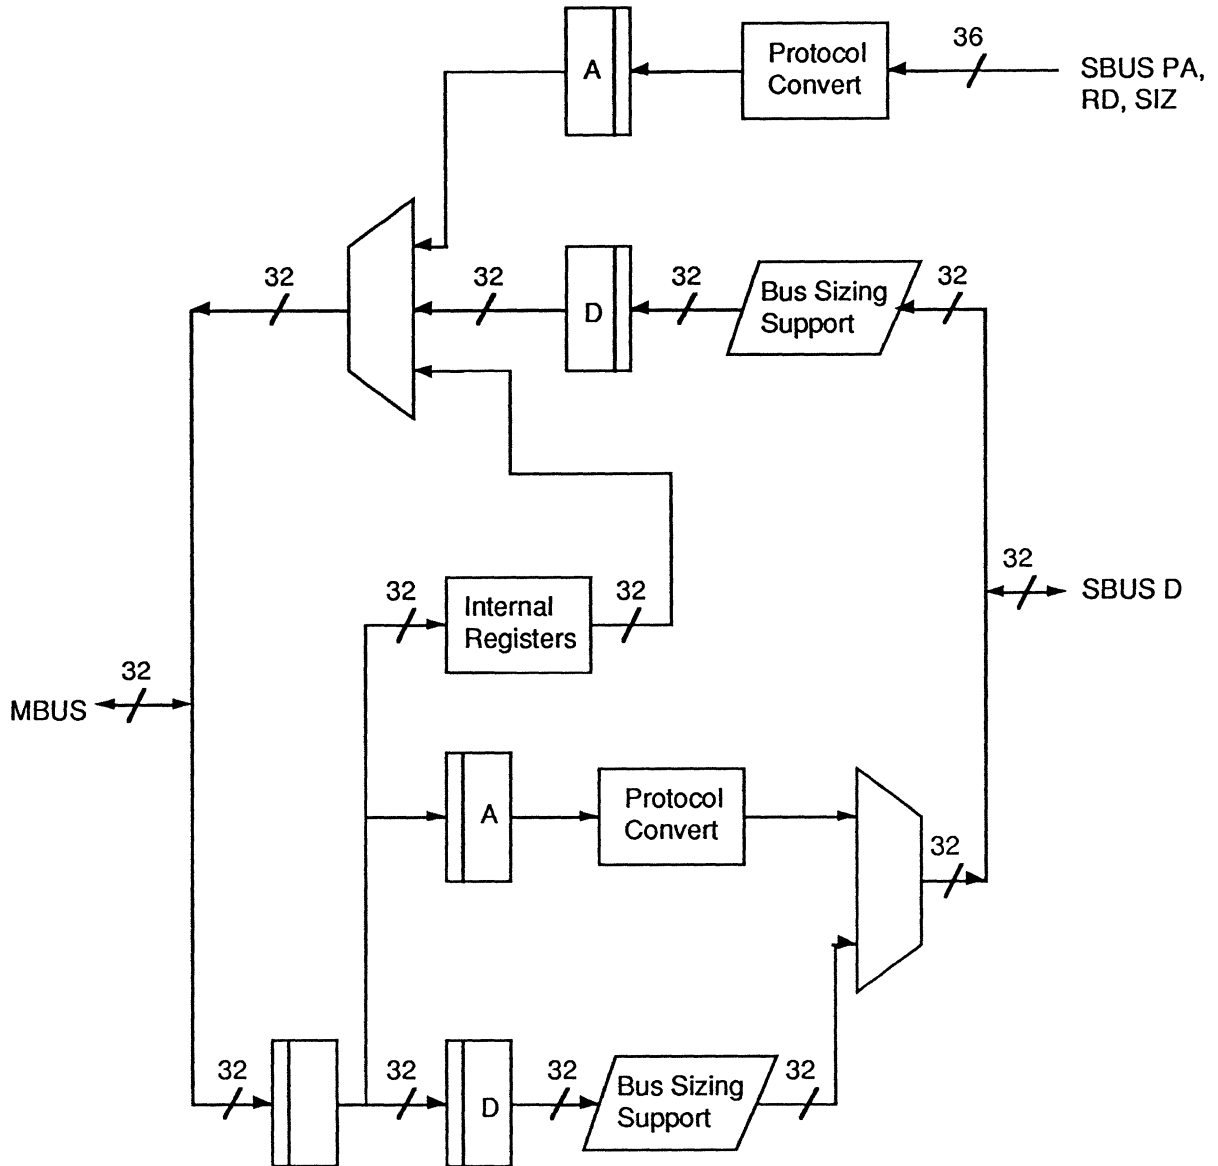 A
Protocol
Convert
36
SBUS PA,
RD, SIZ
32
32
D
32
Bus Sizing
Support
32
32
Internal
Registers
32
32
SBUS D
32
MBUS
A
Protocol
Convert
32
32
32
D
32
Bus Sizing
Support
32